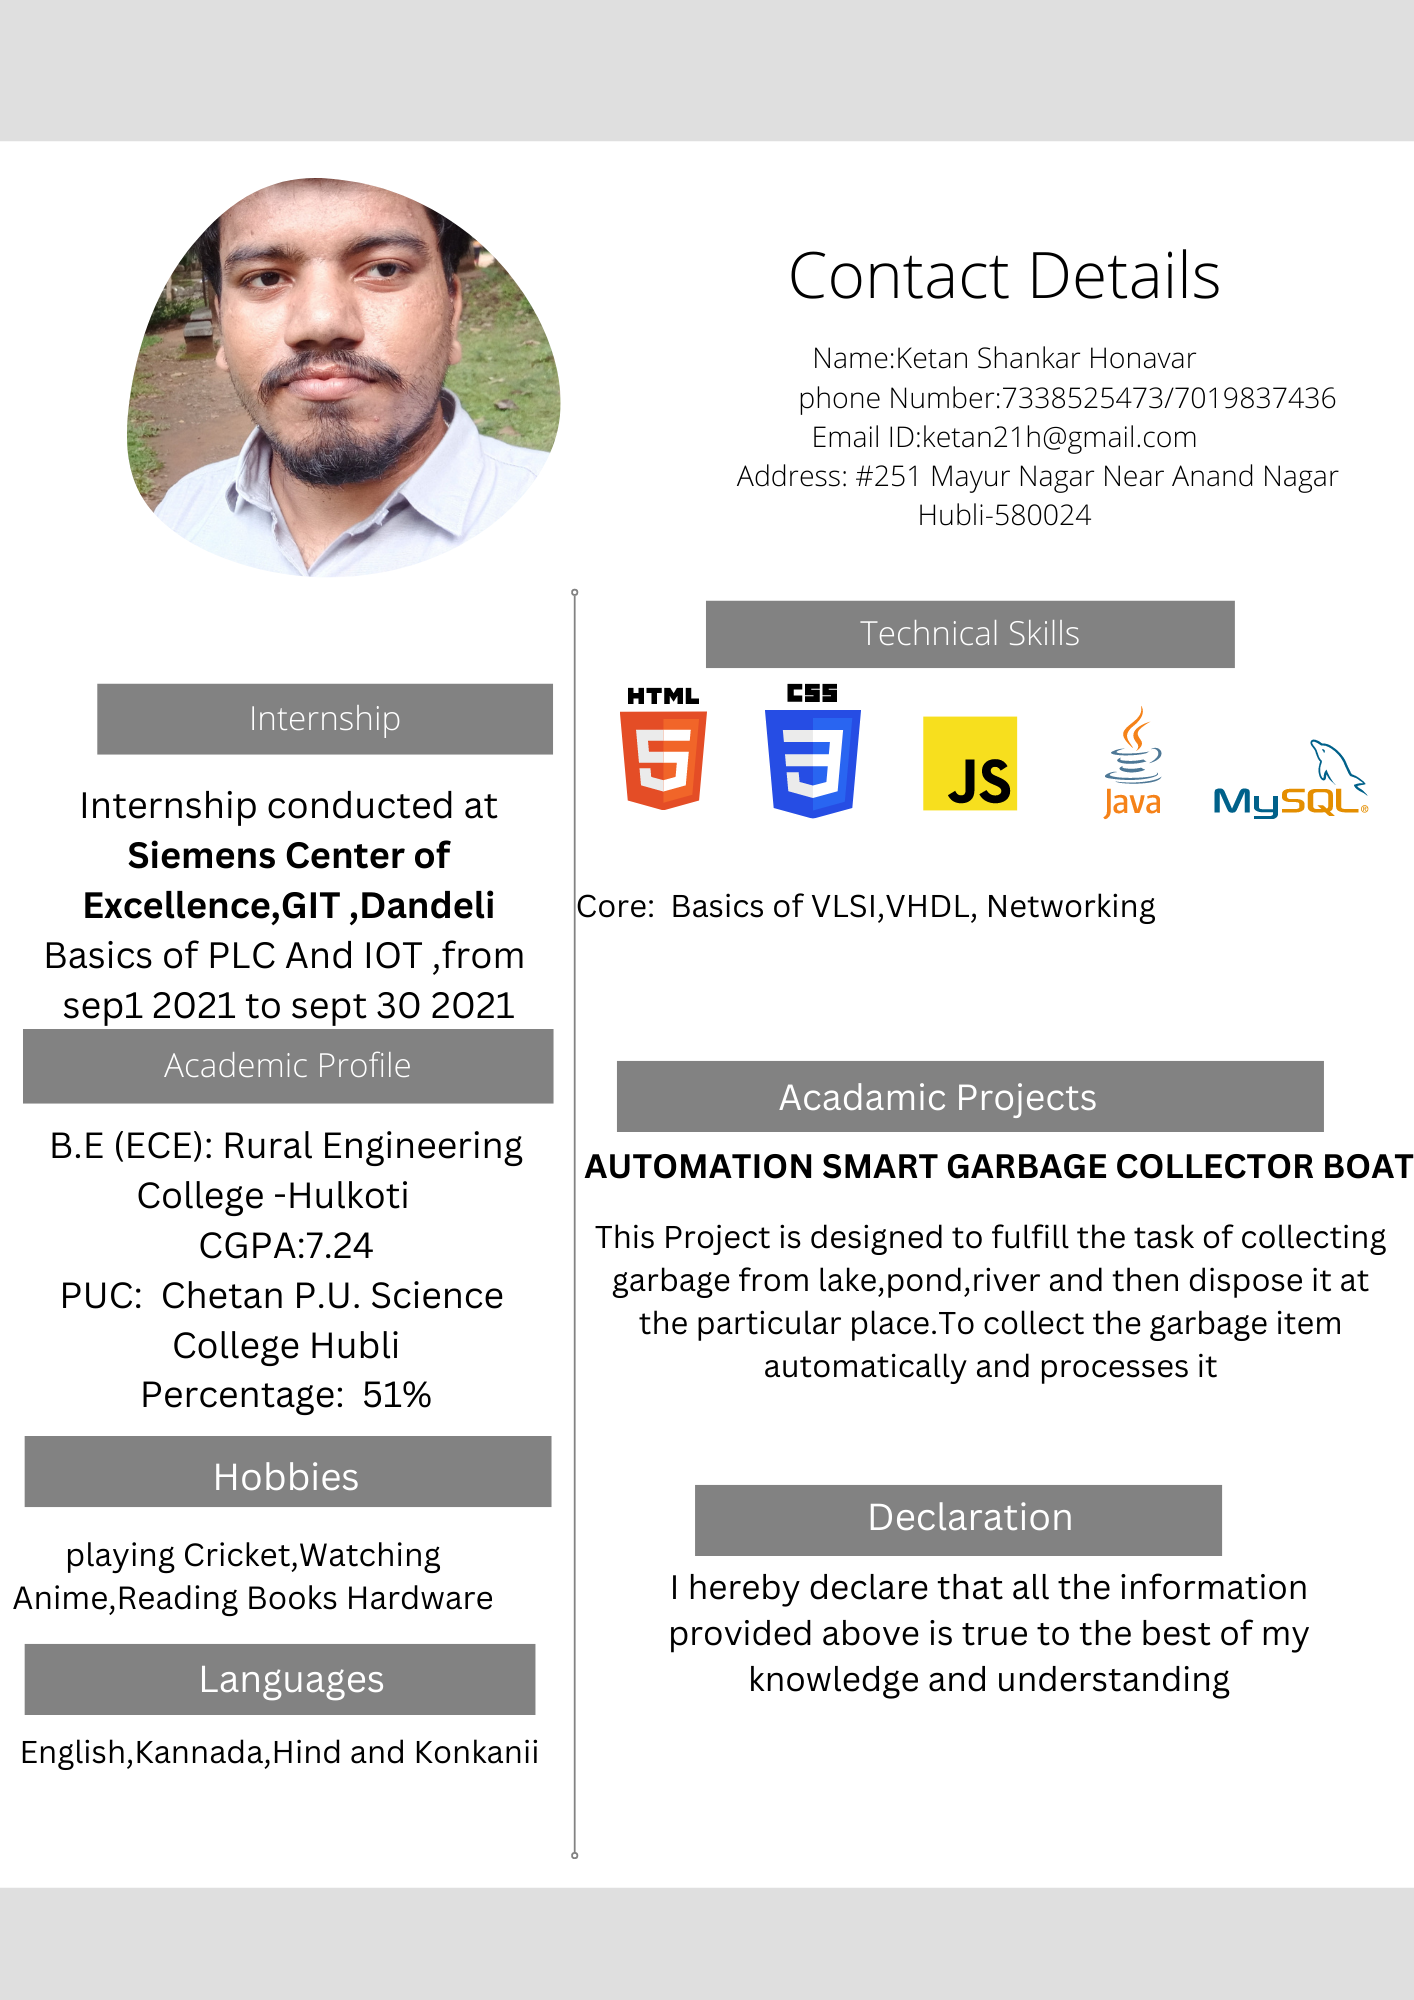 Contact Details
Name:Ketan Shankar Honavar
phone Number:7338525473/7019837436
Email ID:ketan21h@gmail.com
Address: #251 Mayur Nagar Near Anand Nagar
Hubli-580024
Internship
Internship conducted at
Siemens Center of
Excellence,GIT ,Dandeli
Basics of PLC And IOT ,from
sep1 2021 to sept 30 2021
Academic Profile
B.E (ECE): Rural Engineering
College -Hulkoti
CGPA:7.24
PUC:  Chetan P.U. Science
College Hubli
Percentage:  51%
Hobbies
playing Cricket,Watching
Anime,Reading Books Hardware
Languages
English,Kannada,Hind and Konkanii
Technical Skills
HTML CSS
5 3 JS Java MySQL®
Core:  Basics of VLSI,VHDL, Networking
Acadamic Projects
AUTOMATION SMART GARBAGE COLLECTOR BOAT
This Project is designed to fulfill the task of collecting
garbage from lake,pond,river and then dispose it at
the particular place.To collect the garbage item
automatically and processes it
Declaration
I hereby declare that all the information
provided above is true to the best of my
knowledge and understanding